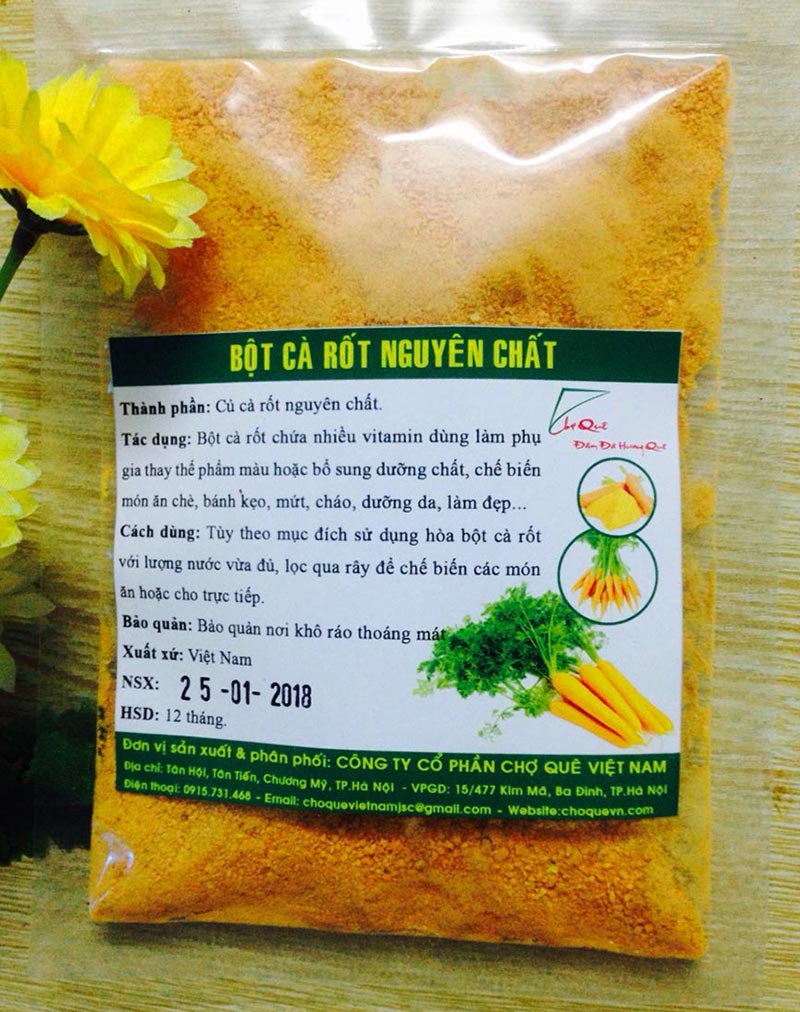 BỘT CÀ RỐT NGUYÊN CHẤT
Thành phần: Củ cà rốt nguyên chất.
Tác dụng: Bột cà rốt chứa nhiều vitamin dùng làm phụ
gia thay thế phẩm màu hoặc bổ sung dưỡng chất, chế biến
món ăn chè, bánh kẹo, mứt, cháo, dưỡng da, làm đẹp...
Cách dùng: Tùy theo mục đích sử dụng hòa bột cà rốt
với lượng nước vừa đủ, lọc qua rây để chế biến các món
ăn hoặc cho trực tiếp.
Bảo quản: Bảo quản nơi khô ráo thoáng mát
Xuất xứ: Việt Nam
NSX: 25-01-2018
HSD: 12 tháng.
Chợ Quê
Đậm Đà Hương Quê
Đơn vị sản xuất & phân phối: CÔNG TY CỔ PHẦN CHỢ QUÊ VIỆT NAM
Địa chỉ: Tân Hội, Tân Tiến, Chương Mỹ, TP.Hà Nội - VPGD: 15/477 Kim Mã, Ba Đình, TP.Hà Nội
Điện thoại: 0915.731.468 - Email: choquevietnamjsc@gmail.com - Website:choquevn.com